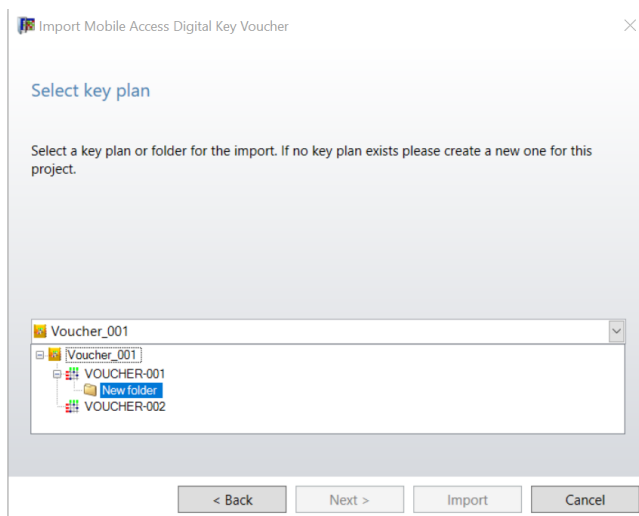 Import Mobile Access Digital Key Voucher
Select key plan
Select a key plan or folder for the import. If no key plan exists please create a new one for this
project.
Voucher_001
Voucher_001
VOUCHER-001
New folder
VOUCHER-002
< Back Next > Import Cancel